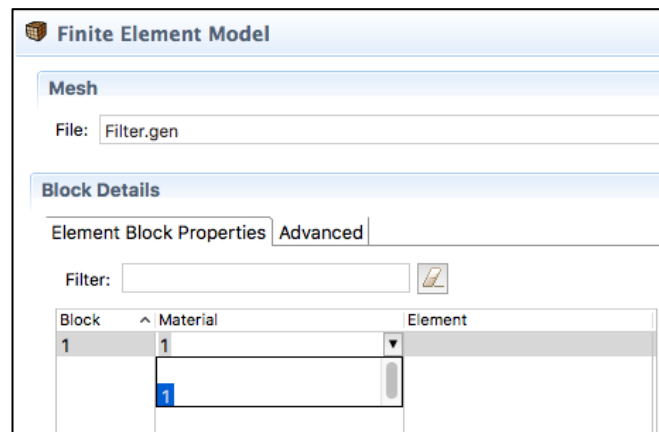 Finite Element Model
Mesh
File: Filter.gen
Block Details
Element Block Properties Advanced
Filter:
Block Material Element
1 1
1